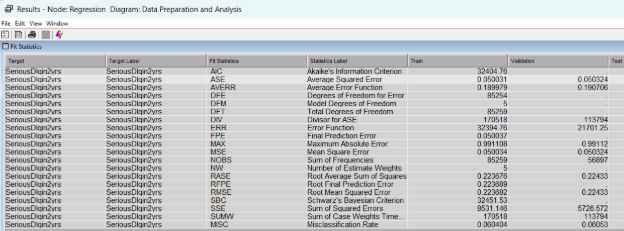 Results - Node: Regression  Diagram: Data Preparation and Analysis
File Edit View Window
Fit Statistics
Target Target Label Fit Statistics Statistics Label Train Validation Test
SeriousDlqin2yrs SeriousDlqin2yrs AIC Akaike's Information Criterion 32404.76
SeriousDlqin2yrs SeriousDlqin2yrs ASE Average Squared Error 0.050031 0.050324
SeriousDlqin2yrs SeriousDlqin2yrs AVERR Average Error Function 0.189979 0.190706
SeriousDlqin2yrs SeriousDlqin2yrs DFE Degrees of Freedom for Error 85254
SeriousDlqin2yrs SeriousDlqin2yrs DFM Model Degrees of Freedom 5
SeriousDlqin2yrs SeriousDlqin2yrs DFT Total Degrees of Freedom 85259
SeriousDlqin2yrs SeriousDlqin2yrs DIV Divisor for ASE 170518 113794
SeriousDlqin2yrs SeriousDlqin2yrs ERR Error Function 32394.76 21701.25
SeriousDlqin2yrs SeriousDlqin2yrs FPE Final Prediction Error 0.050037
SeriousDlqin2yrs SeriousDlqin2yrs MAX Maximum Absolute Error 0.991108 0.99112
SeriousDlqin2yrs SeriousDlqin2yrs MSE Mean Square Error 0.050034 0.050324
SeriousDlqin2yrs SeriousDlqin2yrs NOBS Sum of Frequencies 85259 56897
SeriousDlqin2yrs SeriousDlqin2yrs NW Number of Estimate Weights 5
SeriousDlqin2yrs SeriousDlqin2yrs RASE Root Average Sum of Squares 0.223676 0.22433
SeriousDlqin2yrs SeriousDlqin2yrs RFPE Root Final Prediction Error 0.223689
SeriousDlqin2yrs SeriousDlqin2yrs RMSE Root Mean Squared Error 0.223682 0.22433
SeriousDlqin2yrs SeriousDlqin2yrs SBC Schwarz's Bayesian Criterion 32451.53
SeriousDlqin2yrs SeriousDlqin2yrs SSE Sum of Squared Errors 8531.146 5726.572
SeriousDlqin2yrs SeriousDlqin2yrs SUMW Sum of Case Weights Time... 170518 113794
SeriousDlqin2yrs SeriousDlqin2yrs MISC Misclassification Rate 0.060404 0.06053